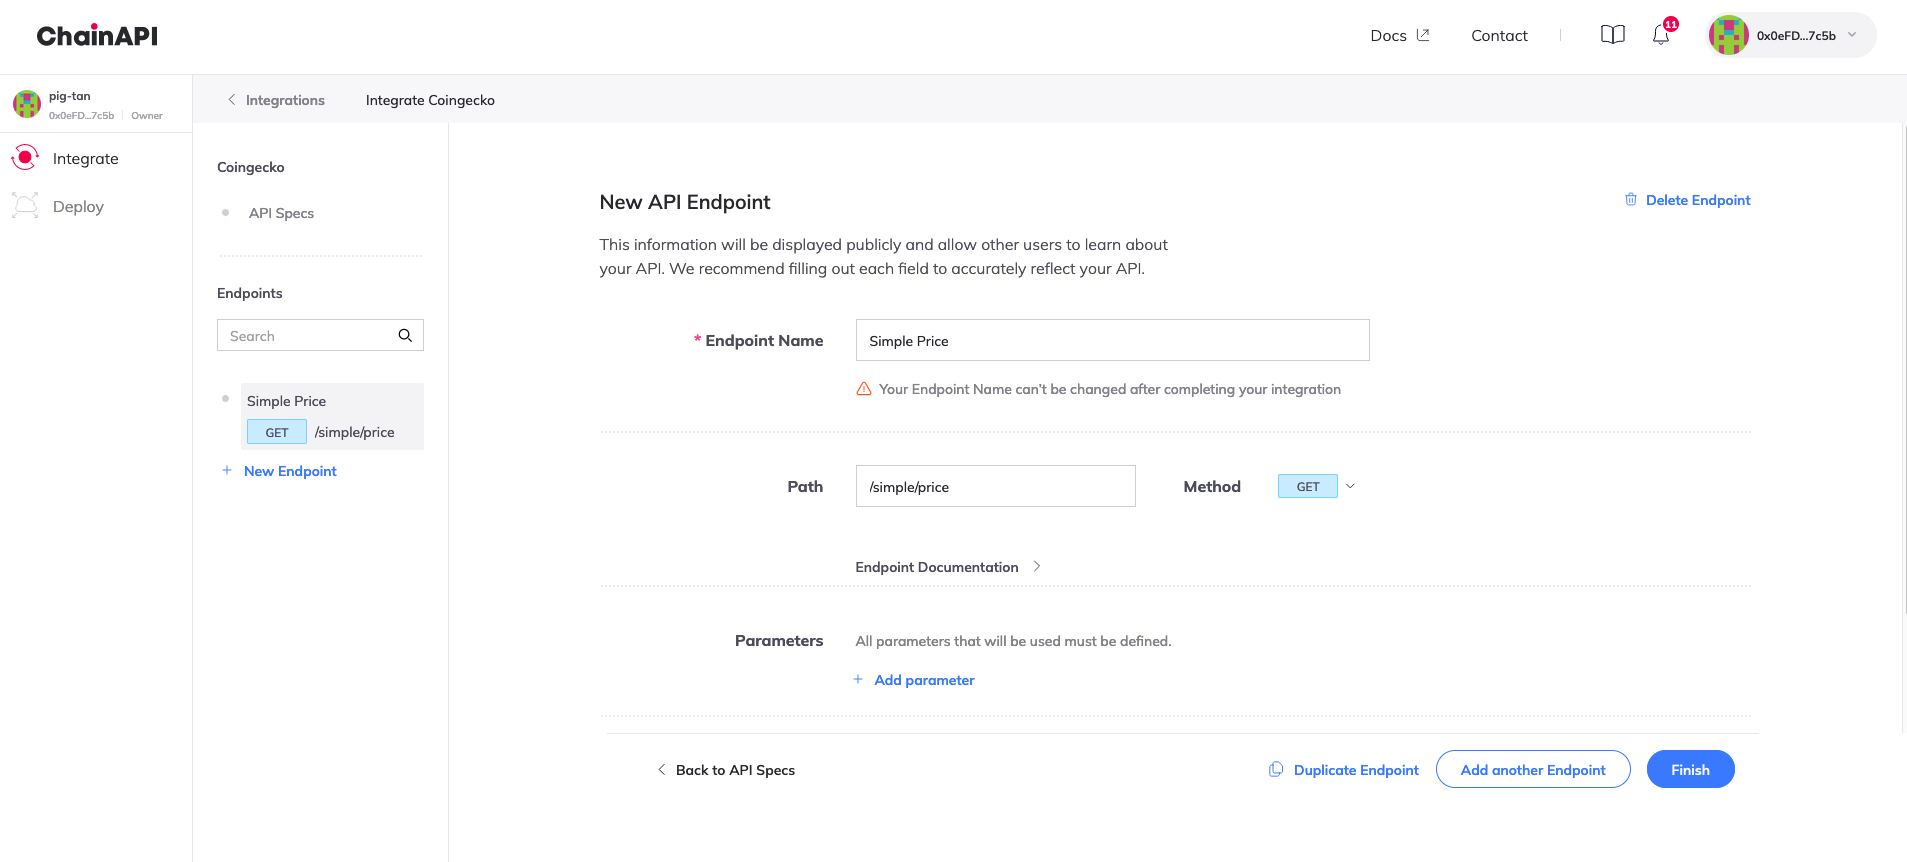 ChainAPI
Docs
Contact
11
0x0eFD...7c5b
pig-tan
0x0eFD...7c5b Owner
Integrate
Deploy
Integrations
Integrate Coingecko
Coingecko
API Specs
Endpoints
Search
Simple Price
GET /simple/price
New Endpoint
New API Endpoint
Delete Endpoint
This information will be displayed publicly and allow other users to learn about
your API. We recommend filling out each field to accurately reflect your API.
* Endpoint Name
Simple Price
Your Endpoint Name can't be changed after completing your integration
Path
/simple/price
Method
GET
Endpoint Documentation
Parameters
All parameters that will be used must be defined.
Add parameter
Back to API Specs
Duplicate Endpoint
Add another Endpoint
Finish